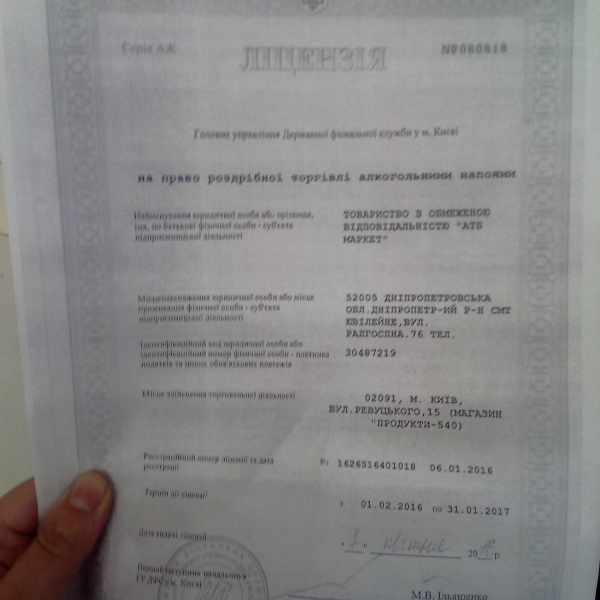 Серія АЖ
№060818
ЛІЦЕНЗІЯ
Головне управління Державної фіскальної служби у м. Києві
на право роздрібної торгівлі алкогольними напоями
Найменування юридичної особи або прізвище,
ім'я, по батькові фізичної особи - суб'єкта
підприємницької діяльності
ТОВАРИСТВО З ОБМЕЖЕНОЮ
ВІДПОВІДАЛЬНІСТЮ "АТБ
МАРКЕТ"
Місцезнаходження юридичної особи або місце
проживання фізичної особи - суб'єкта
підприємницької діяльності
52005 ДНІПРОПЕТРОВСЬКА
ОБЛ.ДНІПРОПЕТР-ИЙ Р-Н СМТ
ЮВІЛЕЙНЕ,ВУЛ.
РАДГОСПНА.76 ТЕЛ.
Ідентифікаційний код юридичної особи або
ідентифікаційний номер фізичної особи - платника
податків та інших обов'язкових платежів
30487219
Місце здійснення торговельної діяльності
02091, М. КИЇВ,
ВУЛ.РЕВУЦЬКОГО,15 (МАГАЗИН
"ПРОДУКТИ-540)
Реєстраційний номер ліцензії та дата
реєстрації
№ 1626516401018 06.01.2016
Термін дії ліцензії
з 01.02.2016 по 31.01.2017
Дата видачі ліцензії
січня 2016 р.
Перший заступник начальника
ГУ ДФС у м. Києві
М.В. Ільяшенко